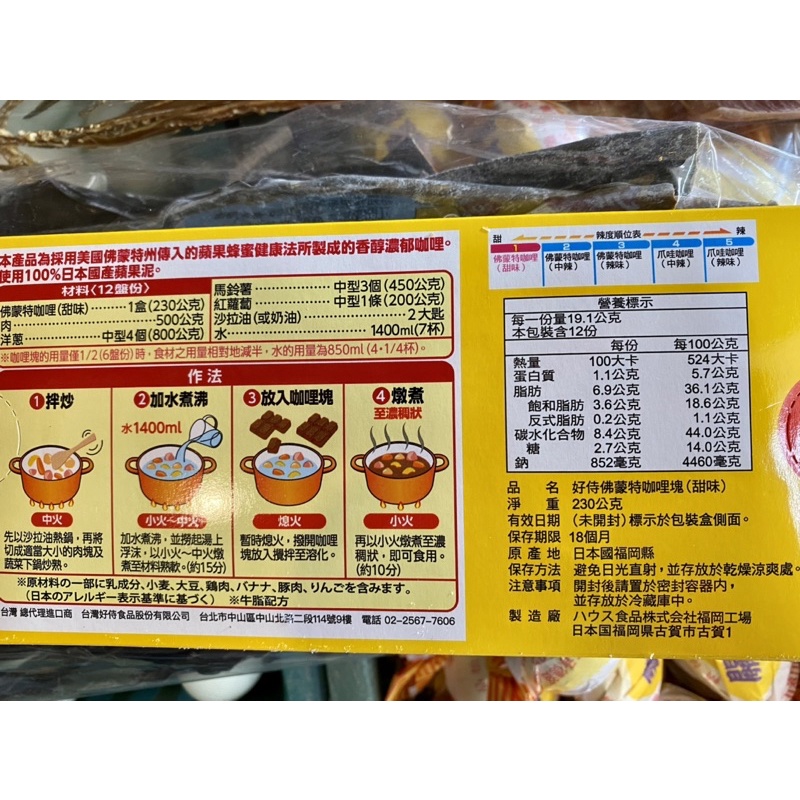 本產品為採用美國佛蒙特州傳入的蘋果蜂蜜健康法所製成的香醇濃郁咖哩。
使用100%日本國產蘋果泥。
材料〈12盤份〉
佛蒙特咖哩(甜味)……1盒(230公克)
肉……500公克
洋蔥……中型4個(800公克)
馬鈴薯……中型3個(450公克)
紅蘿蔔……中型1條(200公克)
沙拉油(或奶油)……2大匙
水……1400ml(7杯)
※咖哩塊的用量僅1/2(6盤份)時,食材之用量相對地減半,水的用量為850ml(4·1/4杯)。
作法
1拌炒
中火
先以沙拉油熱鍋,再將
切成適當大小的肉塊及
蔬菜下鍋炒熟。
2加水煮沸
水1400ml
小火~中火
加水煮沸,並撈起湯上
浮沫,以小火~中火燉
煮至材料熟軟。(約15分)
3放入咖哩塊
熄火
暫時熄火,撥開咖哩
塊放入攪拌至溶化。
4燉煮
至濃稠狀
小火
再以小火燉煮至濃
稠狀,即可食用。
(約10分)
※原材料の一部に乳成分、小麦、大豆、鶏肉、バナナ、豚肉、りんごを含みます。
(日本のアレルギー表示基準に基づく) ※牛脂配方
台灣 總代理進口商 台灣好侍食品股份有限公司 台北市中山區中山北路二段114號9樓 電話 02-2567-7606
甜 辣度順位表 辣
1
佛蒙特咖哩
(甜味)
2
佛蒙特咖哩
(中辣)
3
佛蒙特咖哩
(辣味)
4
爪哇咖哩
(中辣)
5
爪哇咖哩
(辣味)
營養標示
每一份量19.1公克
本包裝含12份
每份 每100公克
熱量 100大卡 524大卡
蛋白質 1.1公克 5.7公克
脂肪 6.9公克 36.1公克
飽和脂肪 3.6公克 18.6公克
反式脂肪 0.2公克 1.1公克
碳水化合物 8.4公克 44.0公克
糖 2.7公克 14.0公克
鈉 852毫克 4460毫克
品名 好侍佛蒙特咖哩塊(甜味)
淨重 230公克
有效日期 (未開封)標示於包裝盒側面。
保存期限 18個月
原產地 日本國福岡縣
保存方法 避免日光直射,並存放於乾燥涼爽處。
注意事項 開封後請置於密封容器內,
並存放於冷藏庫中。
製造廠 ハウス食品株式会社福岡工場
日本国福岡県古賀市古賀1